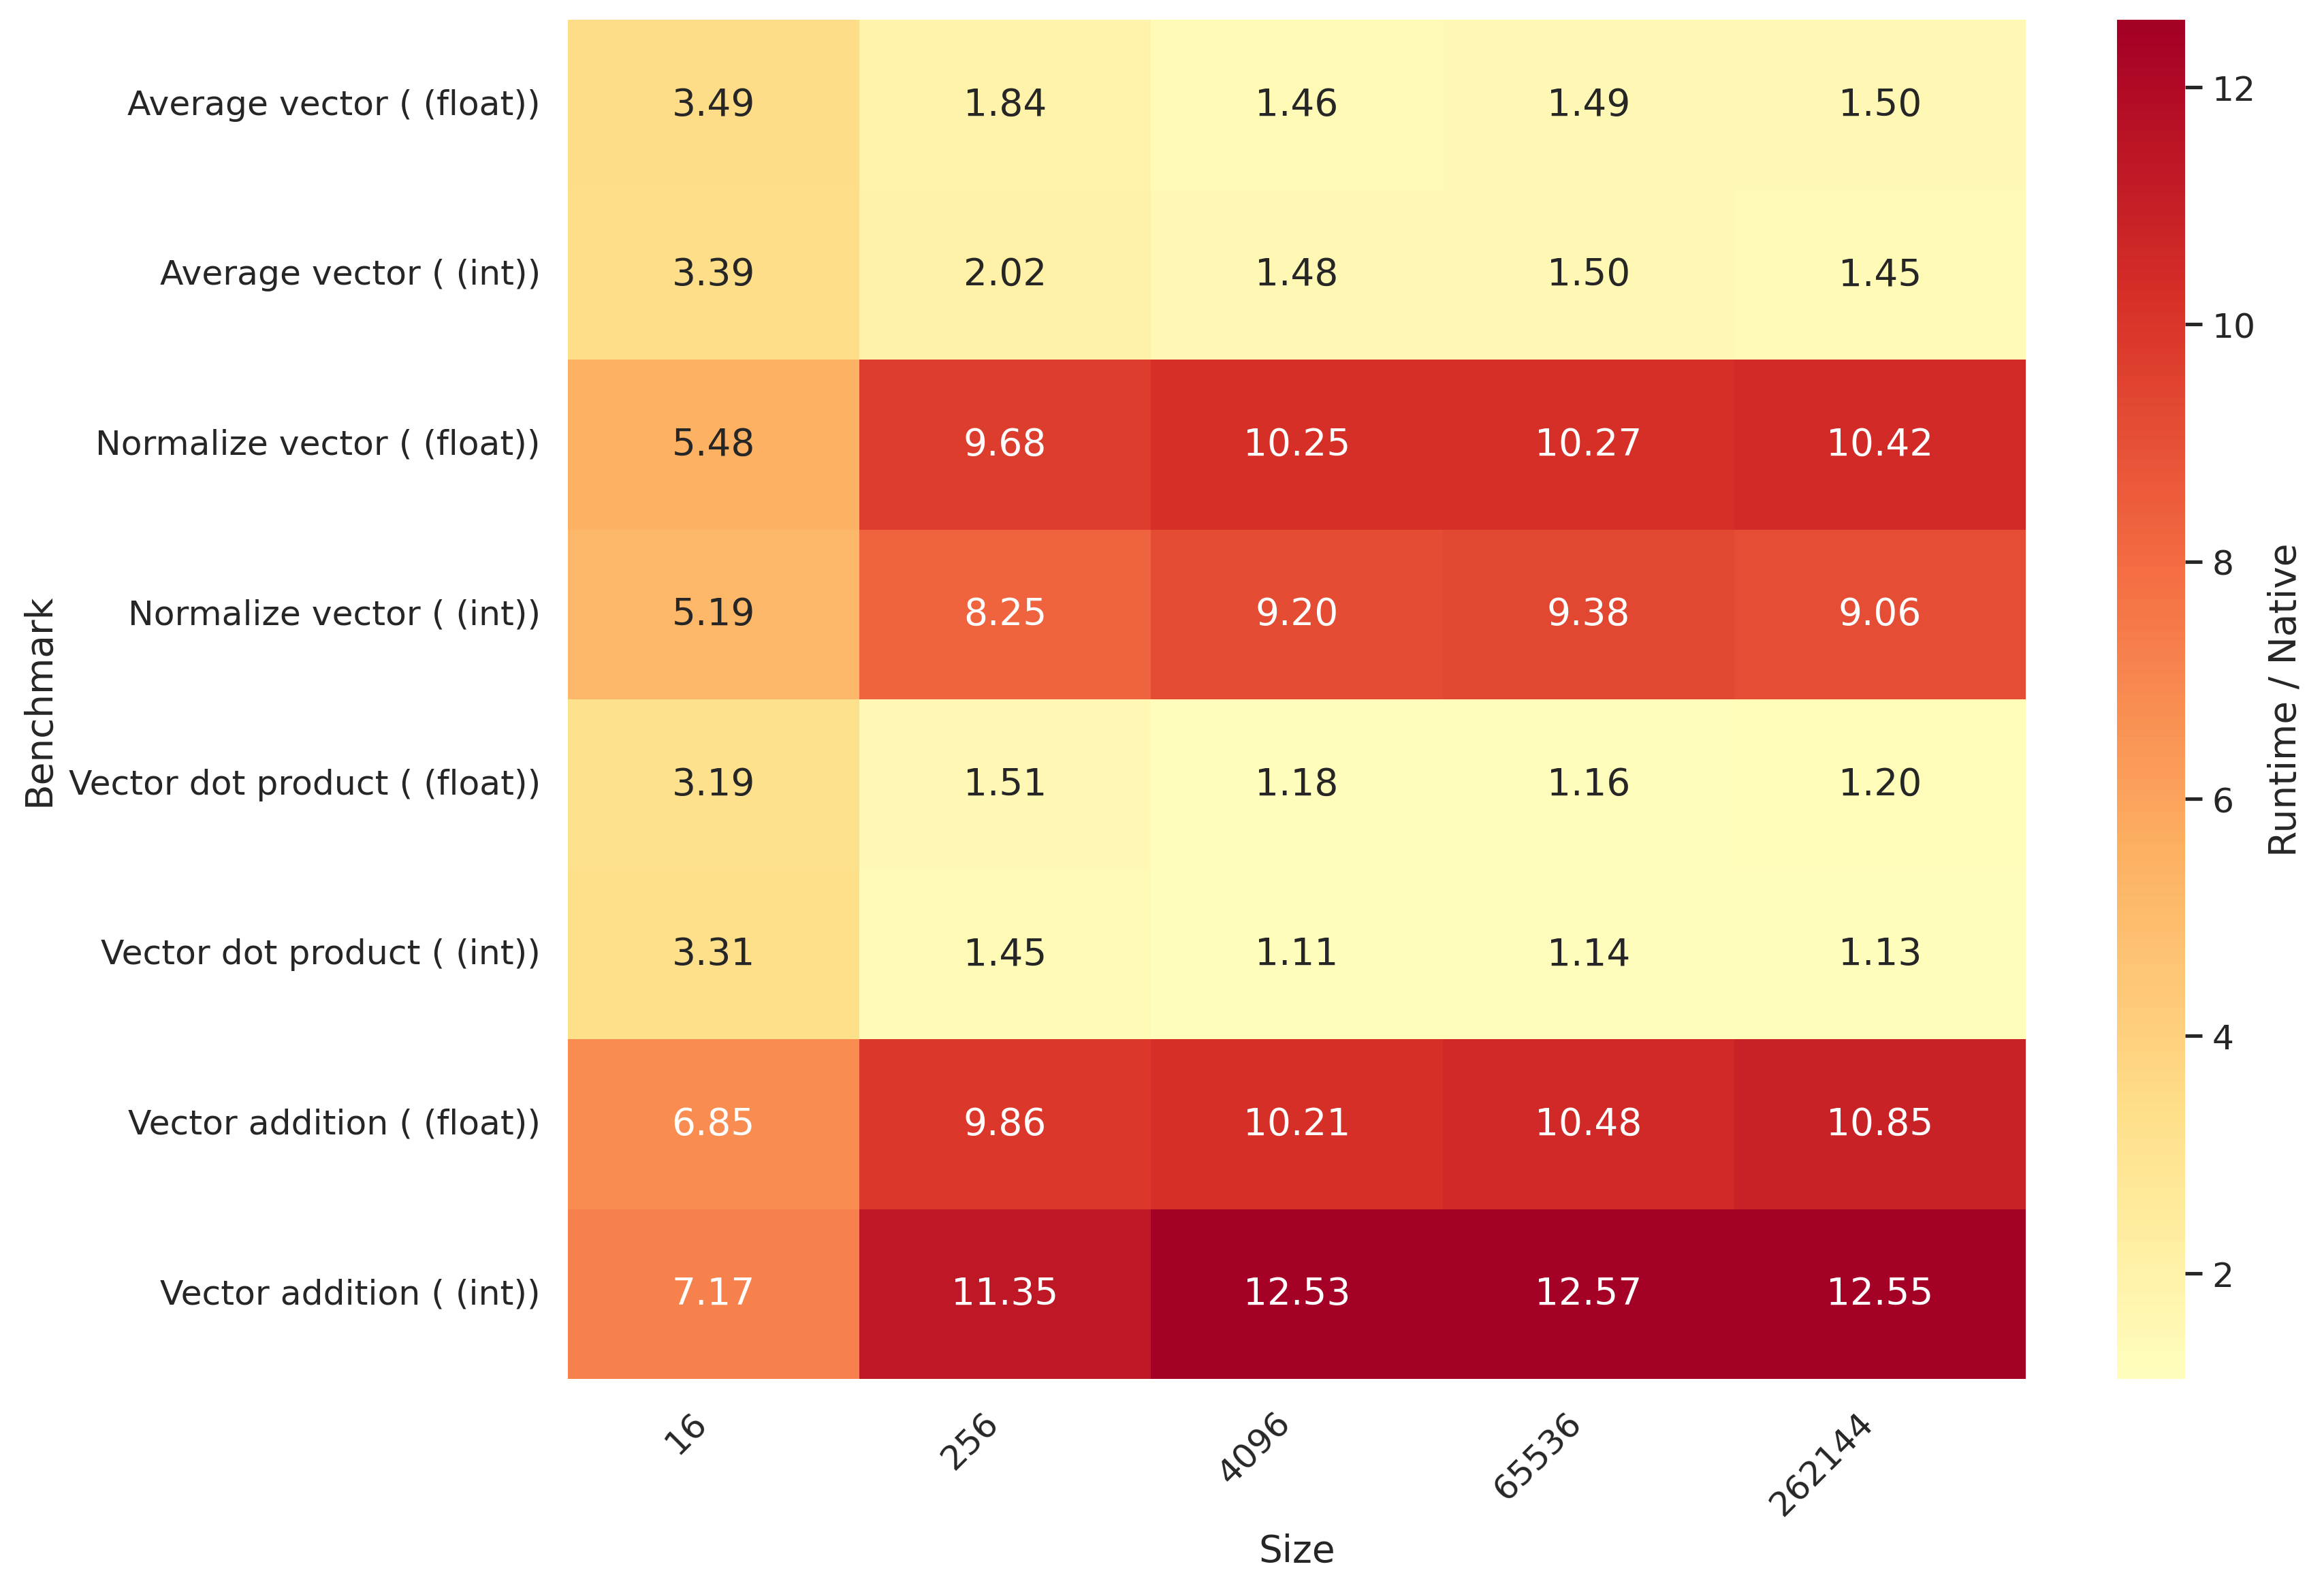 Average vector ( (float)) 3.49 1.84 1.46 1.49 1.50
Average vector ( (int)) 3.39 2.02 1.48 1.50 1.45
Normalize vector ( (float)) 5.48 9.68 10.25 10.27 10.42
Normalize vector ( (int)) 5.19 8.25 9.20 9.38 9.06
Vector dot product ( (float)) 3.19 1.51 1.18 1.16 1.20
Vector dot product ( (int)) 3.31 1.45 1.11 1.14 1.13
Vector addition ( (float)) 6.85 9.86 10.21 10.48 10.85
Vector addition ( (int)) 7.17 11.35 12.53 12.57 12.55
Benchmark
16 256 4096 65536 262144
Size
12
10
8
6
4
2
Runtime / Native